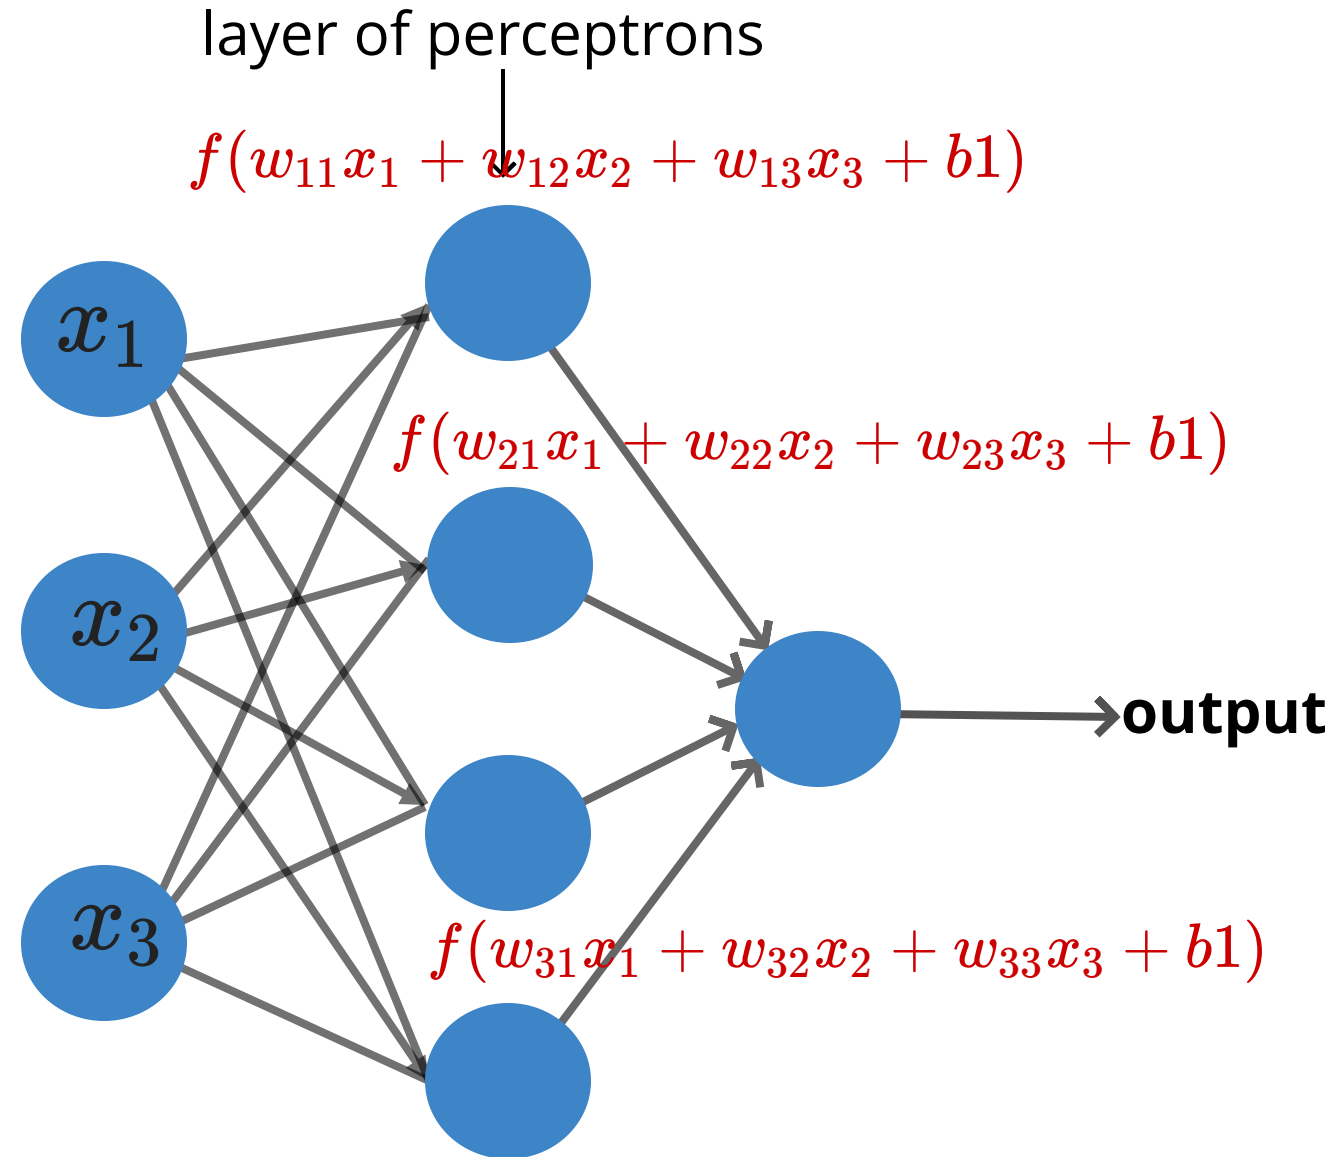 layer of perceptrons
f(w₁₁x₁ + w₁₂x₂ + w₁₃x₃ + b1)
x₁
f(w₂₁x₁ + w₂₂x₂ + w₂₃x₃ + b1)
x₂
output
x₃
f(w₃₁x₁ + w₃₂x₂ + w₃₃x₃ + b1)